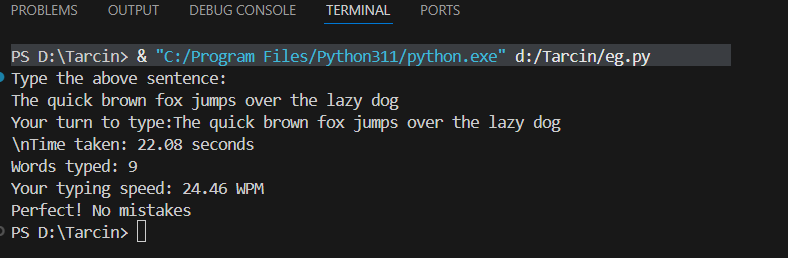 PROBLEMS OUTPUT DEBUG CONSOLE TERMINAL PORTS
PS D:\Tarcin> & "C:/Program Files/Python311/python.exe" d:/Tarcin/eg.py
Type the above sentence:
The quick brown fox jumps over the lazy dog
Your turn to type:The quick brown fox jumps over the lazy dog
\nTime taken: 22.08 seconds
Words typed: 9
Your typing speed: 24.46 WPM
Perfect! No mistakes
PS D:\Tarcin>